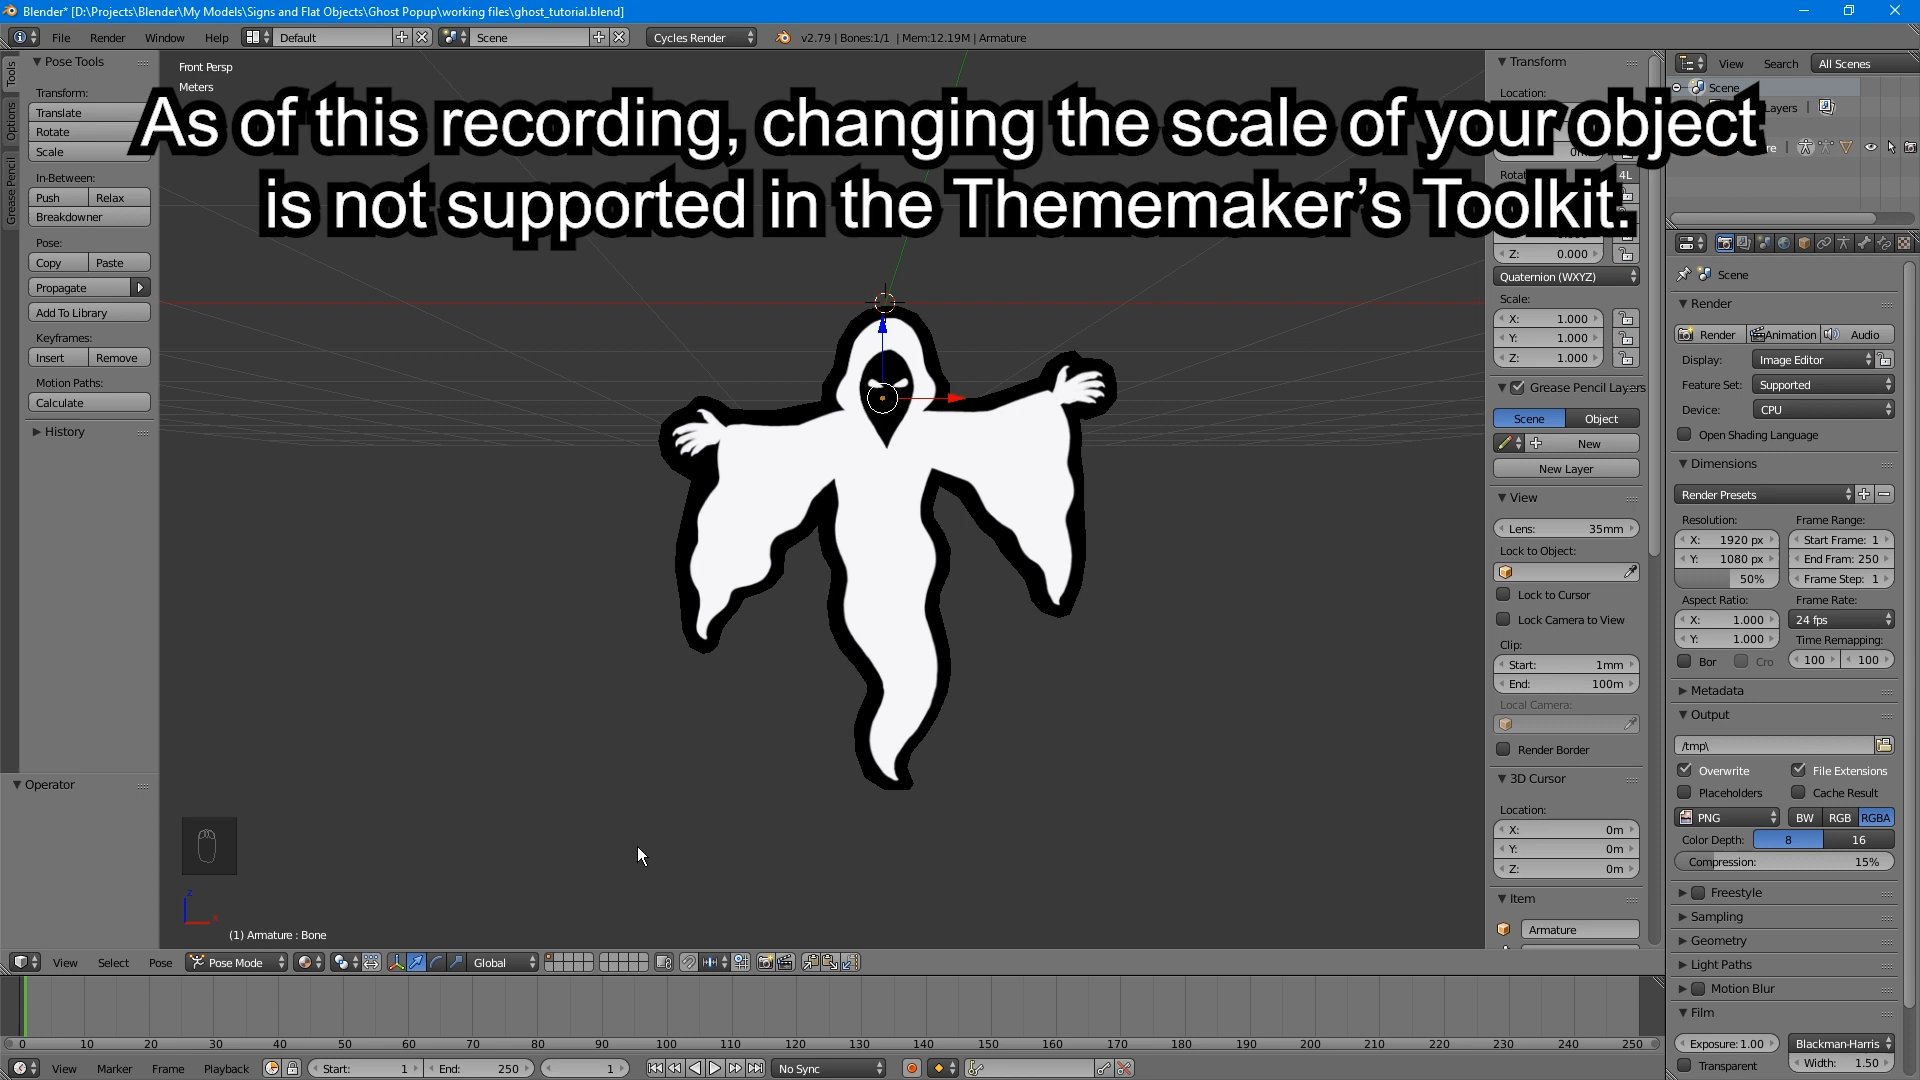 Blender* [D:\Projects\Blender\My Models\Signs and Flat Objects\Ghost Popup\working files\ghost_tutorial.blend]
File Render Window Help Default Scene Cycles Render v2.79 | Bones:1/1 | Mem:12.19M | Armature
Tools
Options
Grease Pencil
Pose Tools
Transform:
Translate
Rotate
Scale
In-Between:
Push Relax
Breakdowner
Pose:
Copy Paste
Propagate
Add To Library
Keyframes:
Insert Remove
Motion Paths:
Calculate
History
Operator
Front Persp
Meters
As of this recording, changing the scale of your object
is not supported in the Thememaker's Toolkit.
(1) Armature : Bone
z
x
Transform
Location:
4L
Z: 0.000
Quaternion (WXYZ)
Scale:
X: 1.000
Y: 1.000
Z: 1.000
Grease Pencil Layers
Scene Object
New
New Layer
View
Lens: 35mm
Lock to Object:
Lock to Cursor
Lock Camera to View
Clip:
Start: 1mm
End: 100m
Local Camera:
Render Border
3D Cursor
Location:
X: 0m
Y: 0m
Z: 0m
Item
Armature
View Search All Scenes
Scene
Scene
Render
Render Animation Audio
Display: Image Editor
Feature Set: Supported
Device: CPU
Open Shading Language
Dimensions
Render Presets
Resolution: Frame Range:
X: 1920 px Start Frame: 1
Y: 1080 px End Fram: 250
50% Frame Step: 1
Aspect Ratio: Frame Rate:
X: 1.000 24 fps
Y: 1.000 Time Remapping:
Bor Cro 100 100
Metadata
Output
/tmp\
Overwrite File Extensions
Placeholders Cache Result
PNG BW RGB RGBA
Color Depth: 8 16
Compression: 15%
Freestyle
Sampling
Geometry
Light Paths
Motion Blur
Film
Exposure: 1.00 Blackman-Harris
Transparent Width: 1.50
View Select Pose Pose Mode Global
0 10 20 30 40 50 60 70 80 90 100 110 120 130 140 150 160 170 180 190 200 210 220 230 240 250
View Marker Frame Playback Start: 1 End: 250 1 No Sync